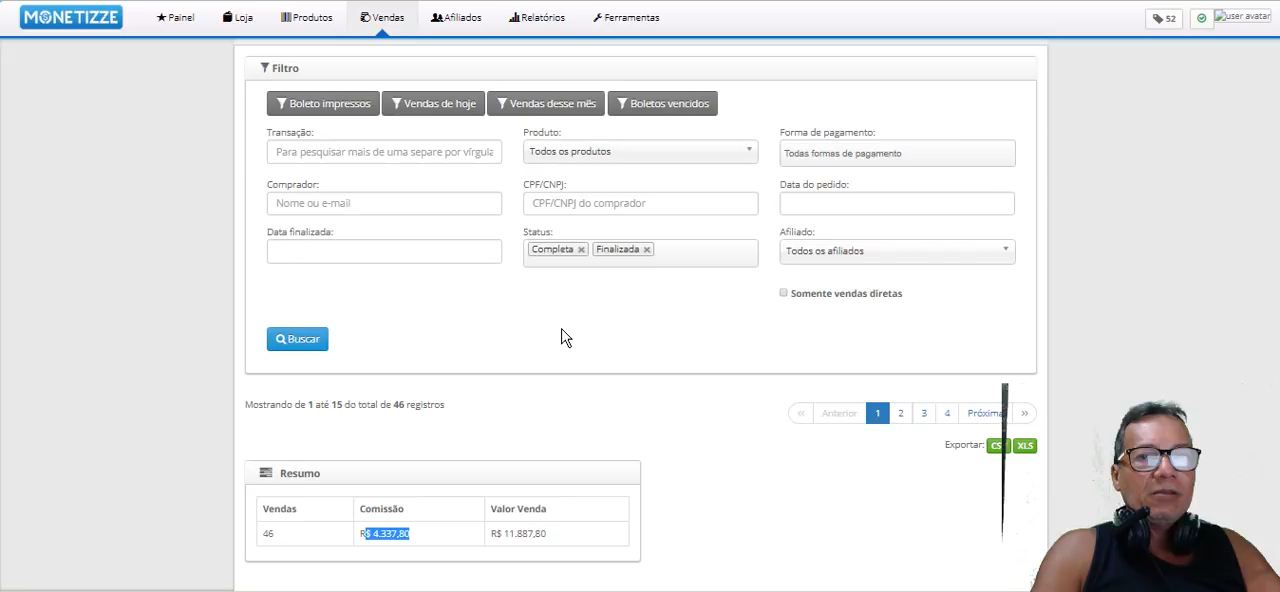 MONETIZZE
Painel Loja Produtos Vendas Afiliados Relatórios Ferramentas 52 user avatar
Filtro
Boleto impressos Vendas de hoje Vendas desse mês Boletos vencidos
Transação: Produto: Forma de pagamento:
Para pesquisar mais de uma separe por vírgula Todos os produtos Todas formas de pagamento
Comprador: CPF/CNPJ: Data do pedido:
Nome ou e-mail CPF/CNPJ do comprador
Data finalizada: Status: Afiliado:
Completa Finalizada Todos os afiliados
Somente vendas diretas
Buscar
Mostrando de 1 até 15 do total de 46 registros
« Anterior 1 2 3 4 Próxima »
Exportar: XLS
Resumo
Vendas Comissão Valor Venda
46 R$ 4.337,80 R$ 11.887,80